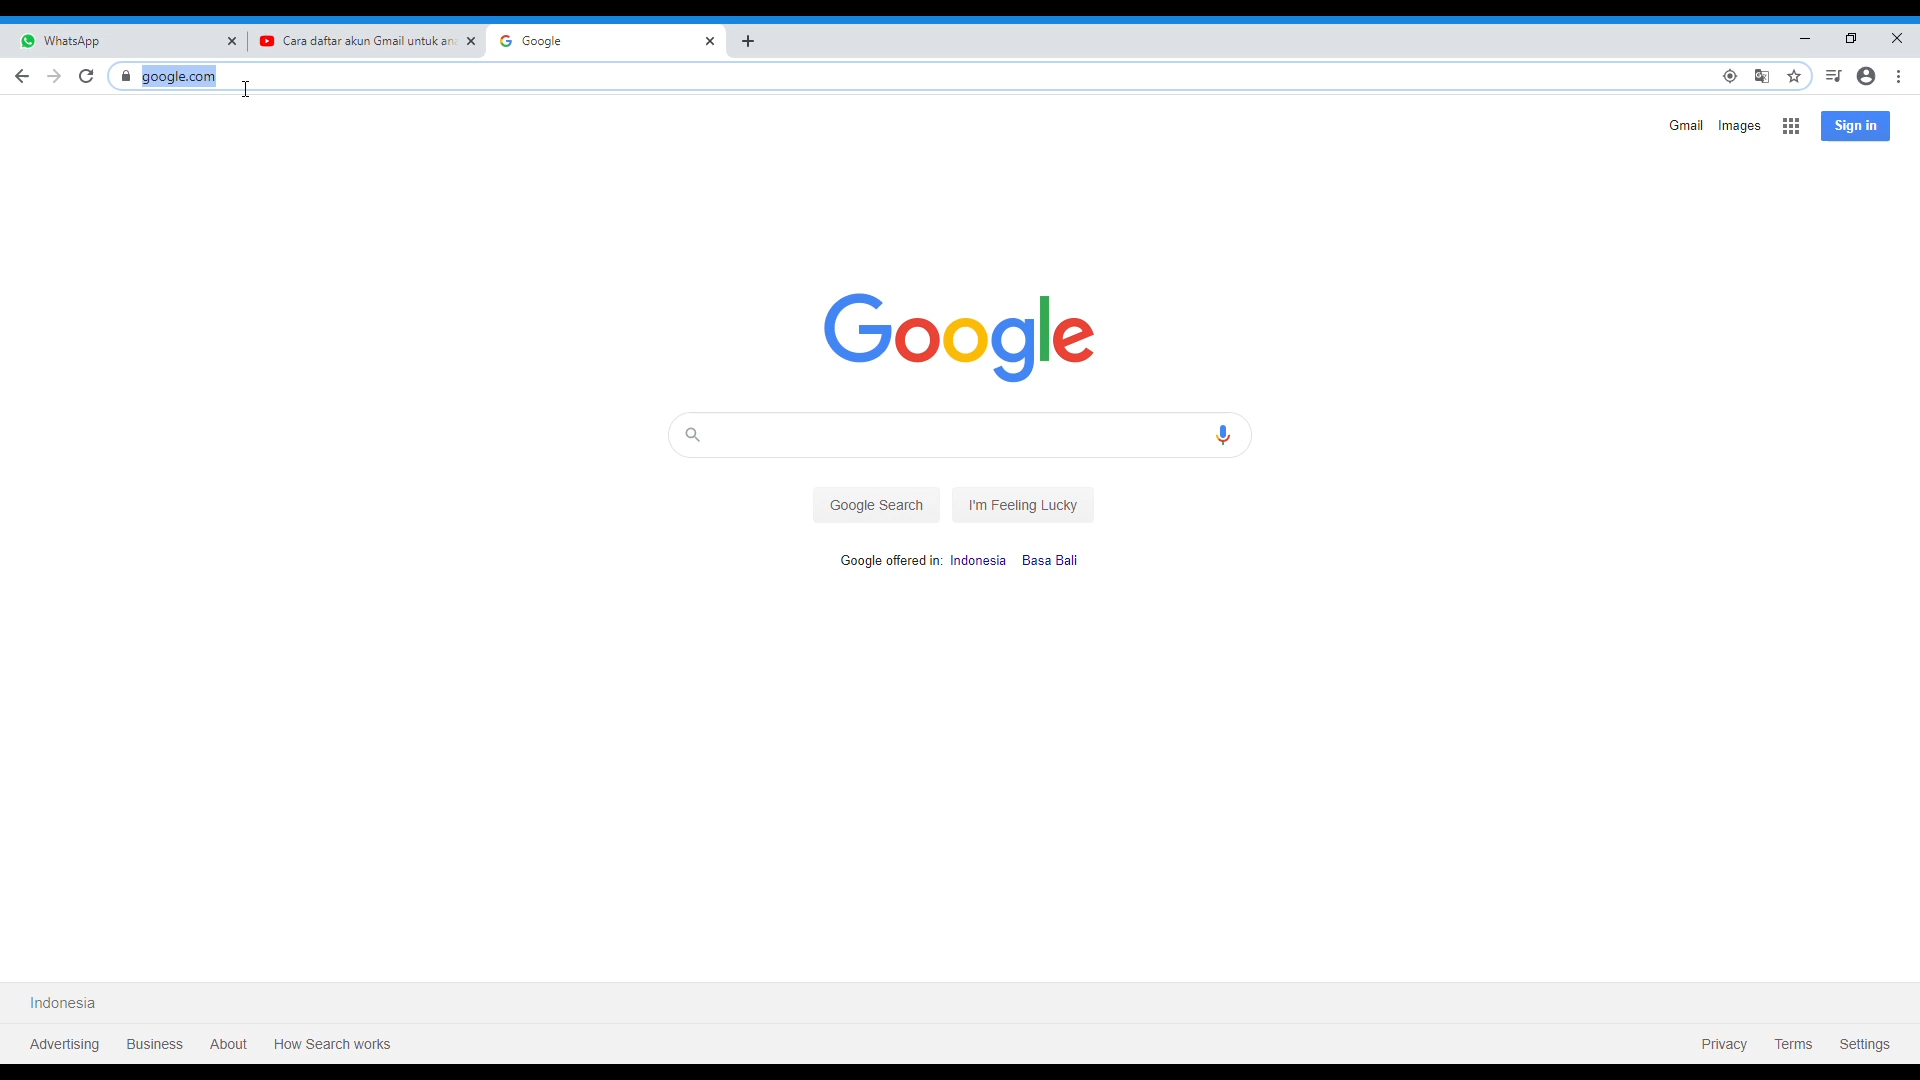 WhatsApp
Cara daftar akun Gmail untuk
Google
google.com
Gmail
Images
Sign in
Google
Google Search
I'm Feeling Lucky
Google offered in: Indonesia Basa Bali
Indonesia
Advertising
Business
About
How Search works
Privacy
Terms
Settings